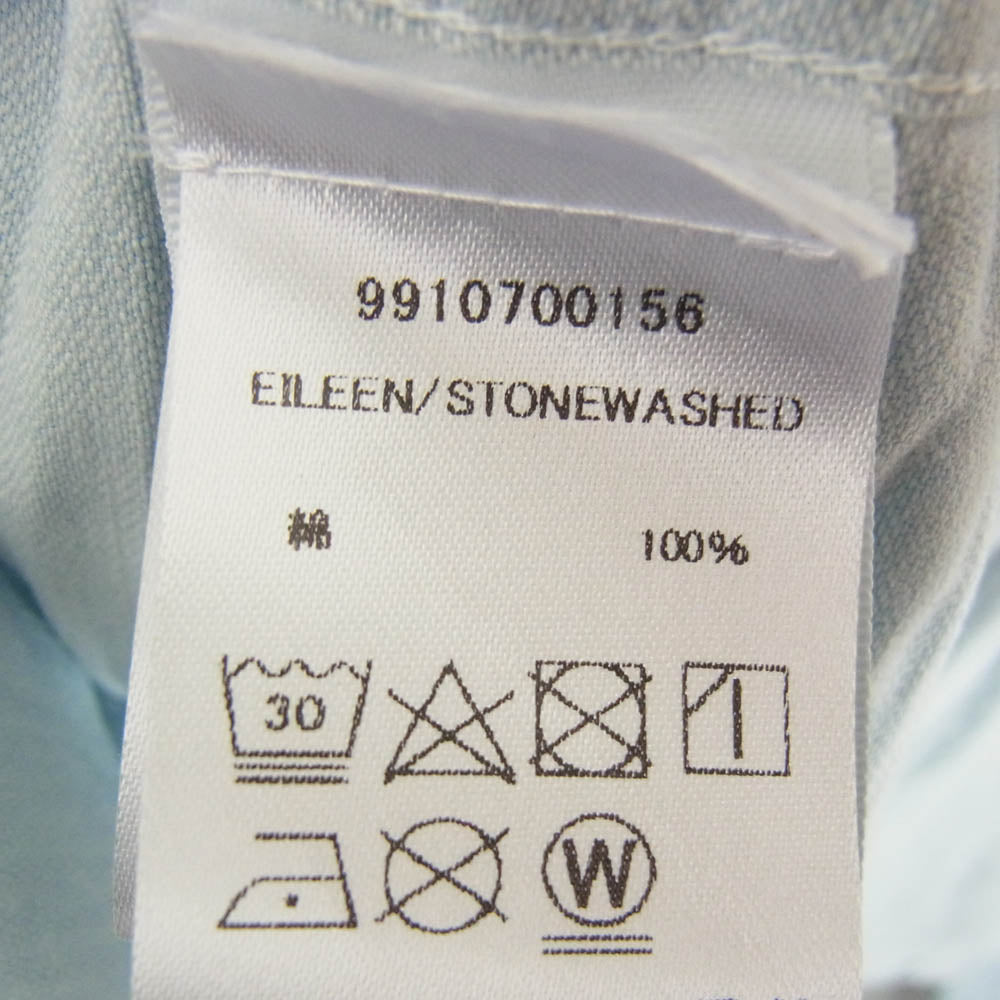 9910700156
EILEEN/STONEWASHED
綿 100%
30
W